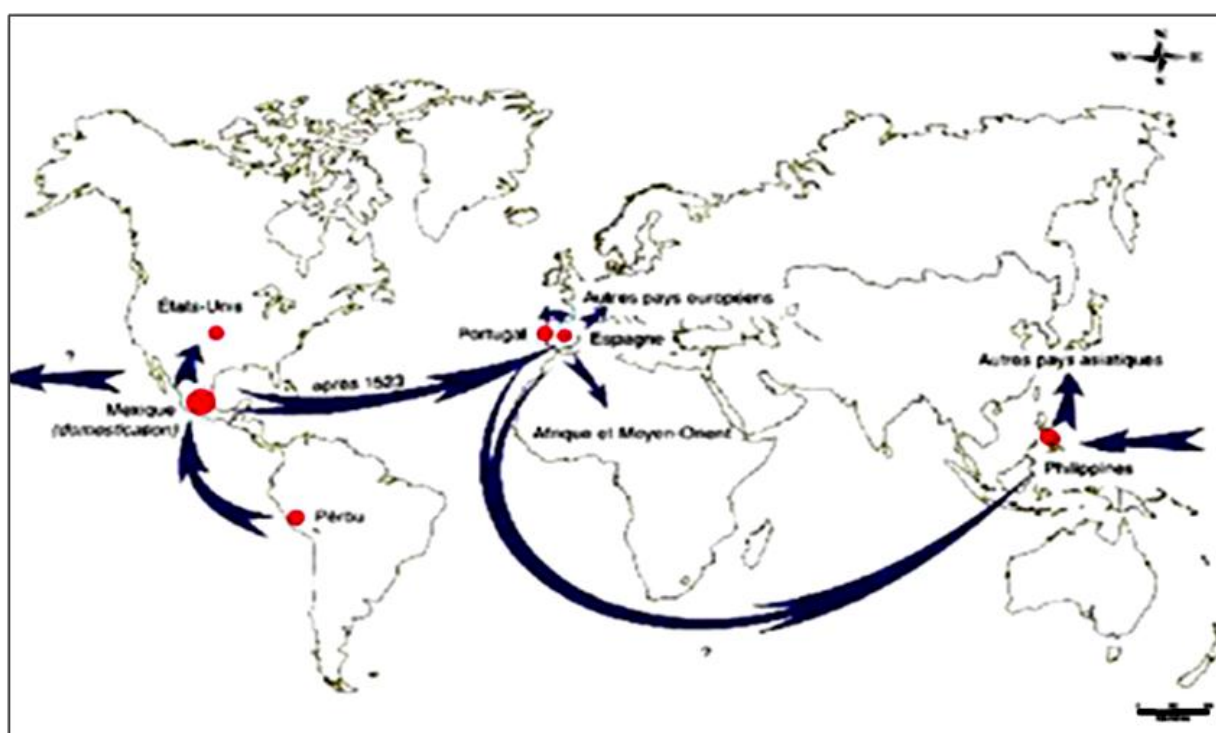 N
W E
S
États-Unis
Autres pays européens
Portugal
Espagne
?
après 1523
Autres pays asiatiques
Mexique
(domestication)
Afrique et Moyen-Orient
Philippines
Pérou
?